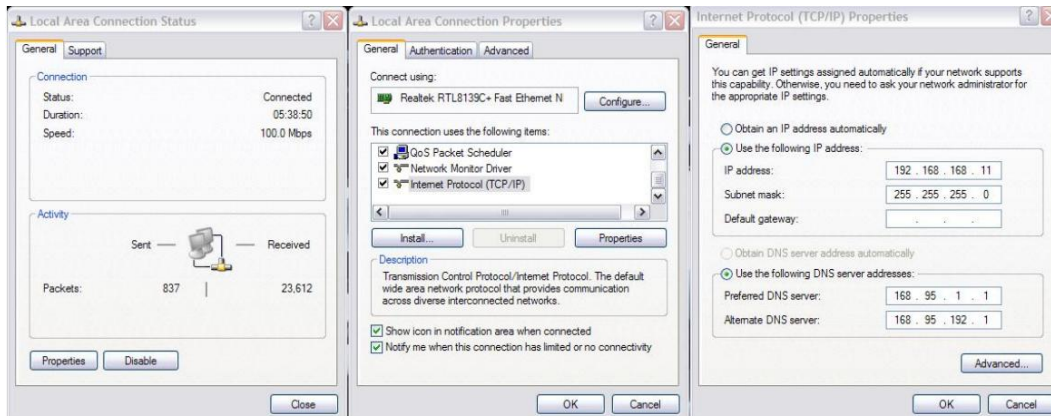 Local Area Connection Status
General
Support
Connection
Status: Connected
Duration: 05:38:50
Speed: 100.0 Mbps
Activity
Sent
Received
Packets: 837 23,612
Properties
Disable
Close
Local Area Connection Properties
General
Authentication
Advanced
Connect using:
Realtek RTL8139C+ Fast Ethernet N
Configure...
This connection uses the following items:
QoS Packet Scheduler
Network Monitor Driver
Internet Protocol (TCP/IP)
Install...
Uninstall
Properties
Description
Transmission Control Protocol/Internet Protocol. The default
wide area network protocol that provides communication
across diverse interconnected networks.
Show icon in notification area when connected
Notify me when this connection has limited or no connectivity
OK
Cancel
Internet Protocol (TCP/IP) Properties
General
You can get IP settings assigned automatically if your network supports
this capability. Otherwise, you need to ask your network administrator for
the appropriate IP settings.
Obtain an IP address automatically
Use the following IP address:
IP address: 192 . 168 . 168 . 11
Subnet mask: 255 . 255 . 255 . 0
Default gateway: . . .
Obtain DNS server address automatically
Use the following DNS server addresses:
Preferred DNS server: 168 . 95 . 1 . 1
Alternate DNS server: 168 . 95 . 192 . 1
Advanced...
OK
Cancel